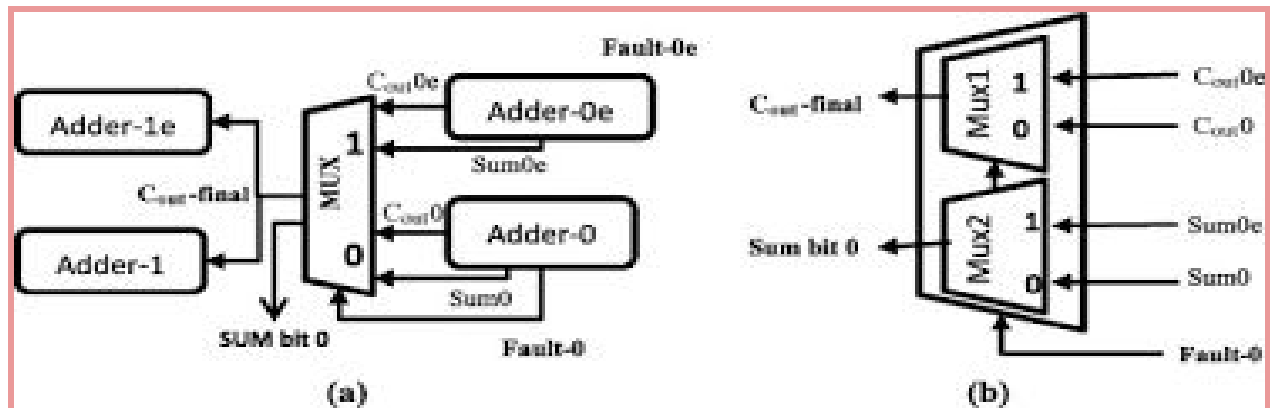 Fault-0e
Cout0e
Adder-0e
Adder-1e
1
Sum0e
MUX
Cout-final
Cout0
Adder-0
Adder-1
0
Sum0
SUM bit 0
Fault-0
(a)
Cout-final
Mux1
1
0
Cout0e
Cout0
Sum bit 0
Mux2
1
0
Sum0e
Sum0
Fault-0
(b)